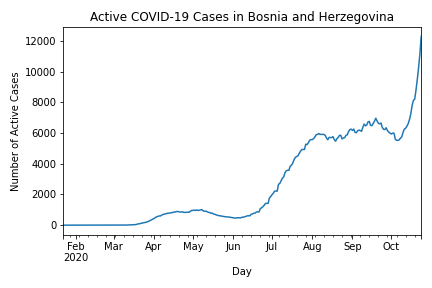 Active COVID-19 Cases in Bosnia and Herzegovina
12000
10000
8000
6000
4000
2000
0
Number of Active Cases
Feb Mar Apr May Jun Jul Aug Sep Oct
2020
Day